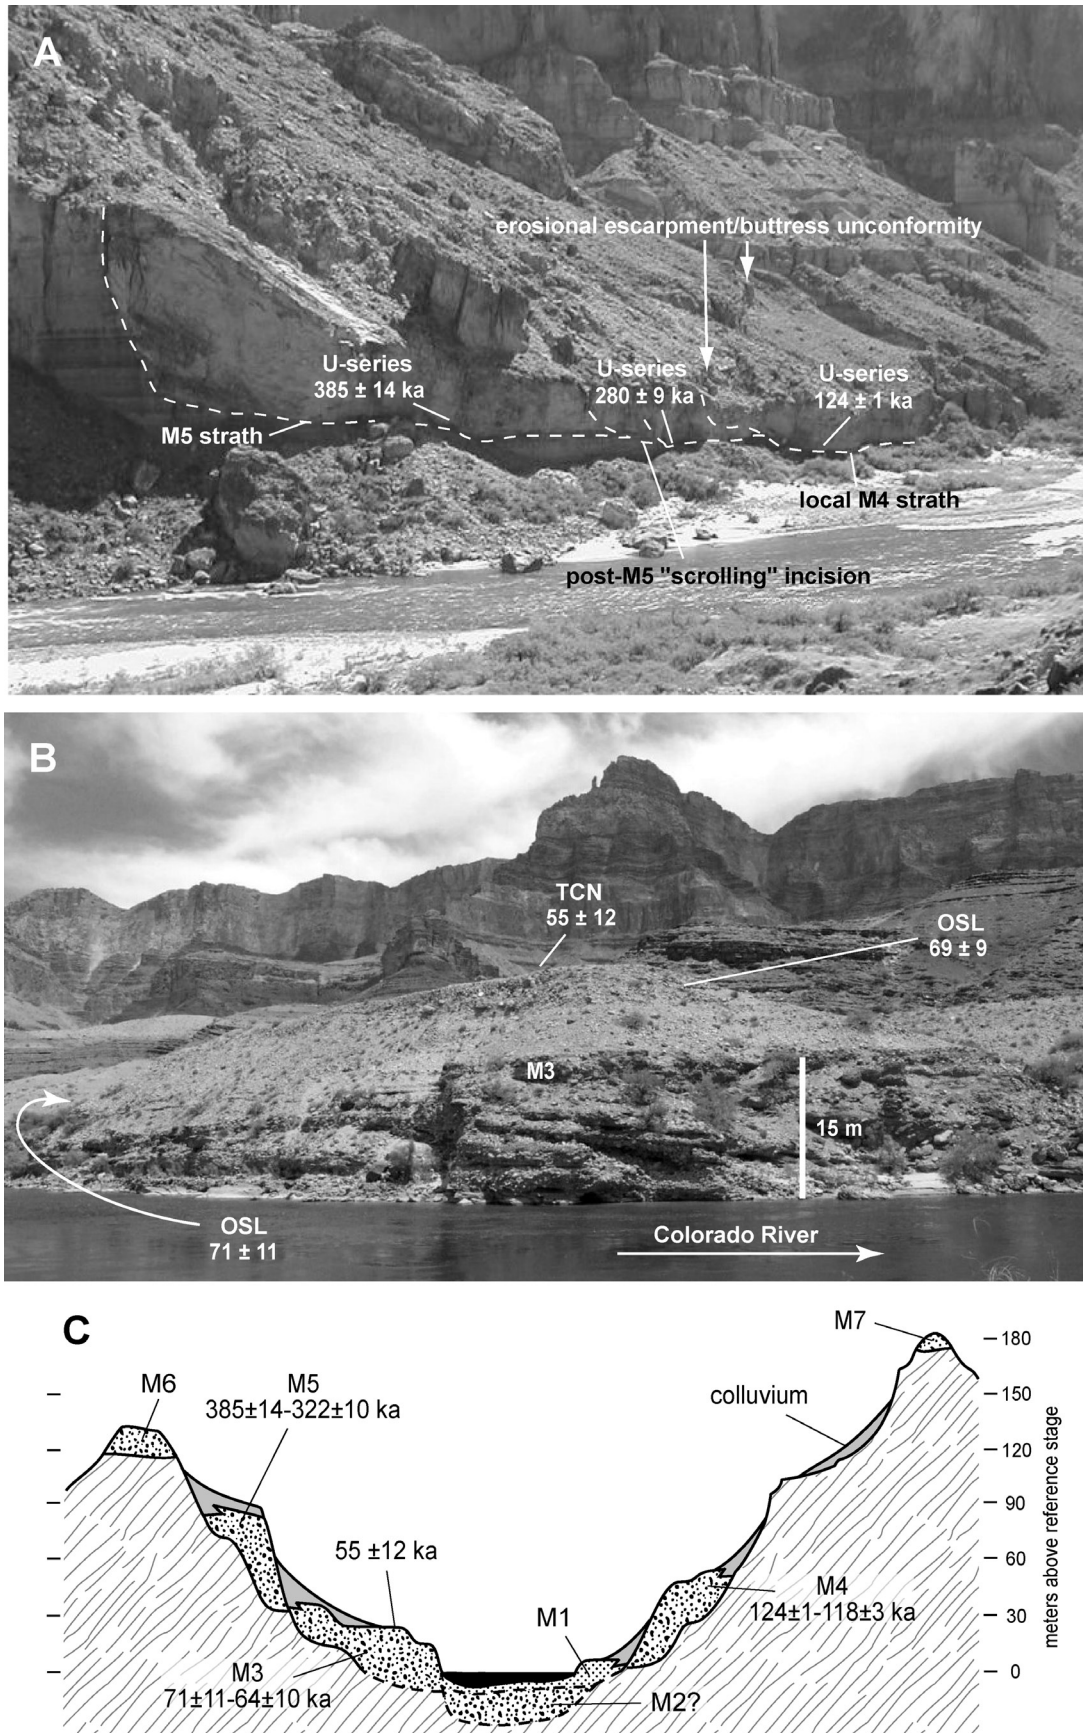 A
erosional escarpment/buttress unconformity
U-series
385 ± 14 ka
U-series
280 ± 9 ka
U-series
124 ± 1 ka
M5 strath
local M4 strath
post-M5 "scrolling" incision
B
TCN
55 ± 12
OSL
69 ± 9
M3
15 m
OSL
71 ± 11
Colorado River
C
M7
180
M6
M5
385±14-322±10 ka
colluvium
150
120
90
55 ±12 ka
60
M4
124±1-118±3 ka
30
M1
M3
71±11-64±10 ka
0
M2?
meters above reference stage